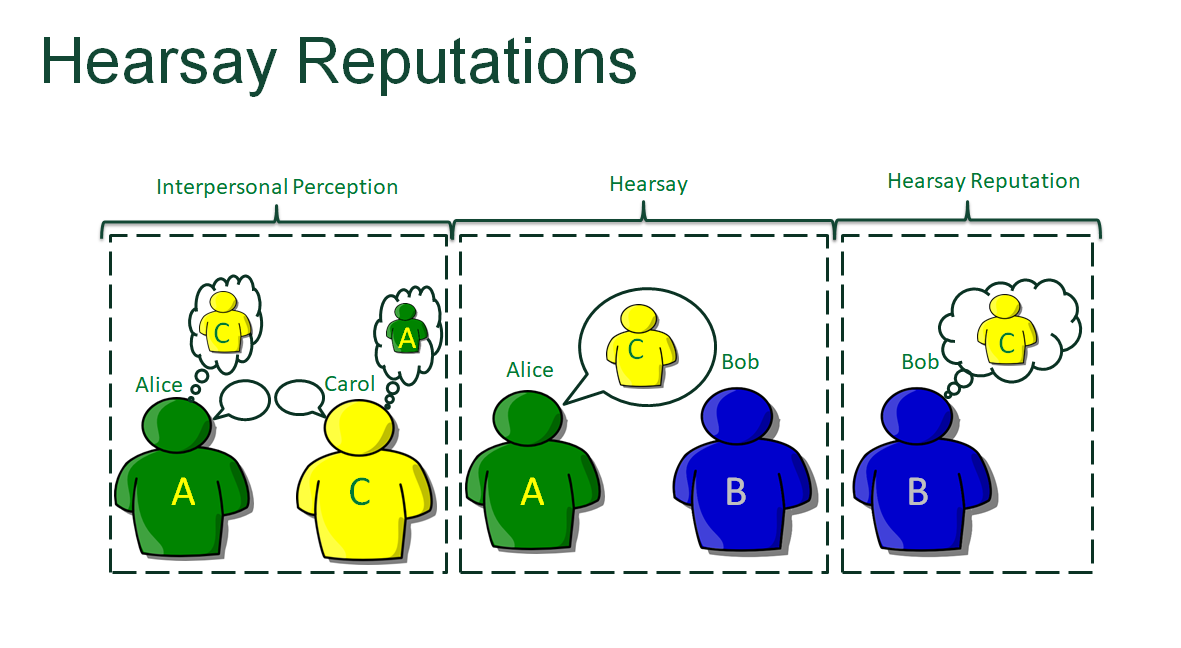 Hearsay Reputations
Interpersonal Perception
Hearsay
Hearsay Reputation
C
A
Alice
Carol
A
C
C
Alice
Bob
A
B
C
Bob
B